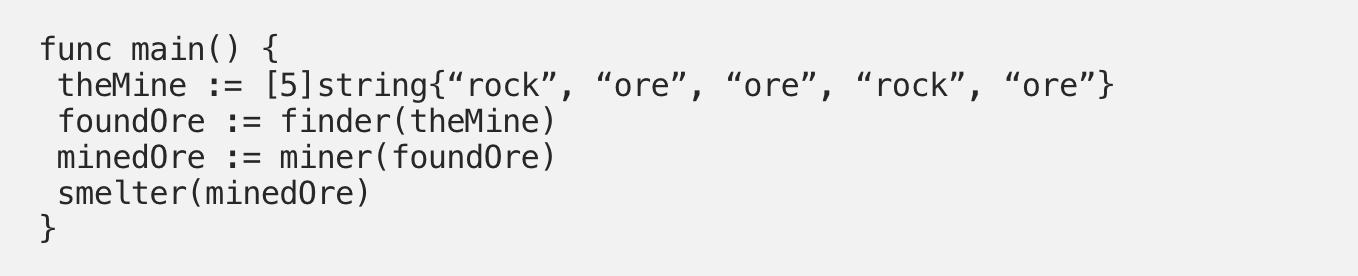 func main() {
 theMine := [5]string{“rock”, “ore”, “ore”, “rock”, “ore”}
 foundOre := finder(theMine)
 minedOre := miner(foundOre)
 smelter(minedOre)
}